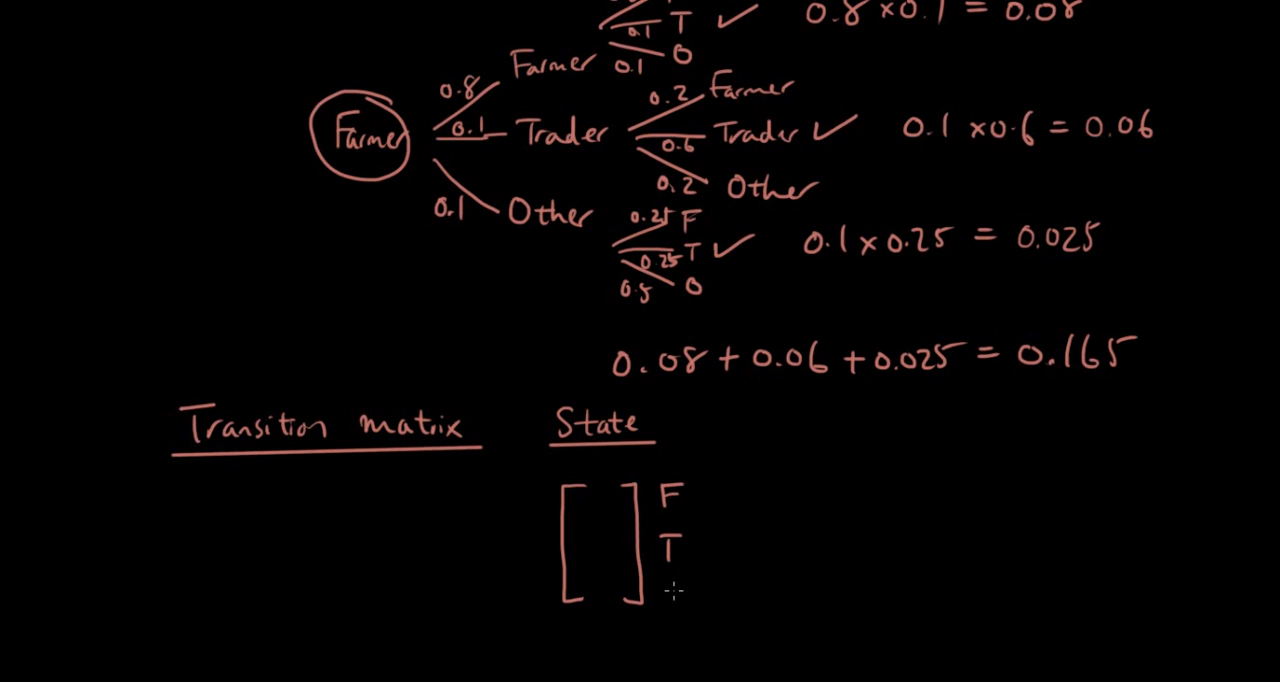 T ✓ 0.8 × 0.1 = 0.08
0.1
0.1 O
Farmer
0.8
0.2 Farmer
Farmer 0.1 Trader
Trader ✓ 0.1 × 0.6 = 0.06
0.6
0.2 Other
0.1 Other
0.25 F
0.25 T ✓ 0.1 × 0.25 = 0.025
0.5 O
0.08 + 0.06 + 0.025 = 0.165
Transition matrix State
[ ] F
T